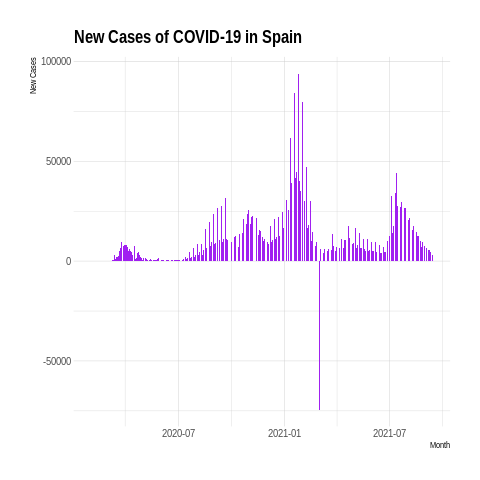 New Cases of COVID-19 in Spain
New Cases
100000
50000
0
-50000
2020-07
2021-01
2021-07
Month